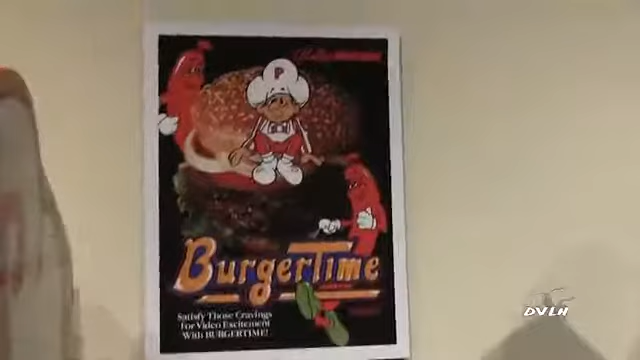 P
BurgerTime
Satisfy Those Cravings
For Video Excitement
With BURGERTIME!
DVLH